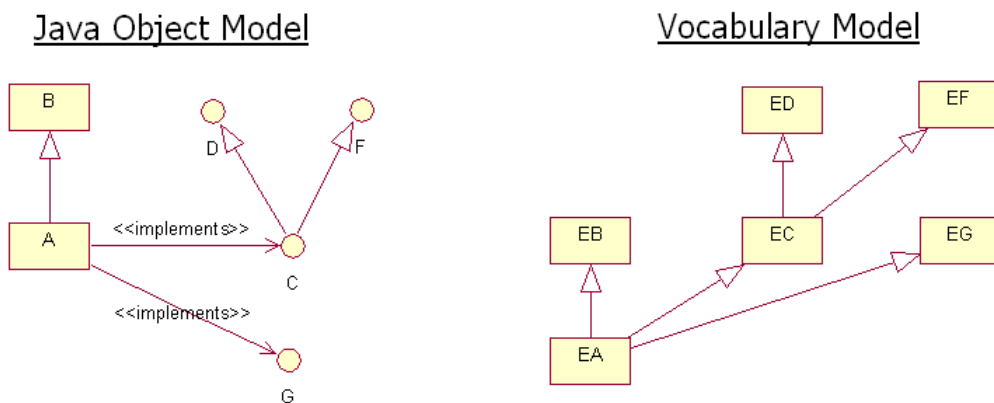 Java Object Model
Vocabulary Model
B
D
F
A
<<implements>>
C
<<implements>>
G
ED
EF
EB
EC
EG
EA